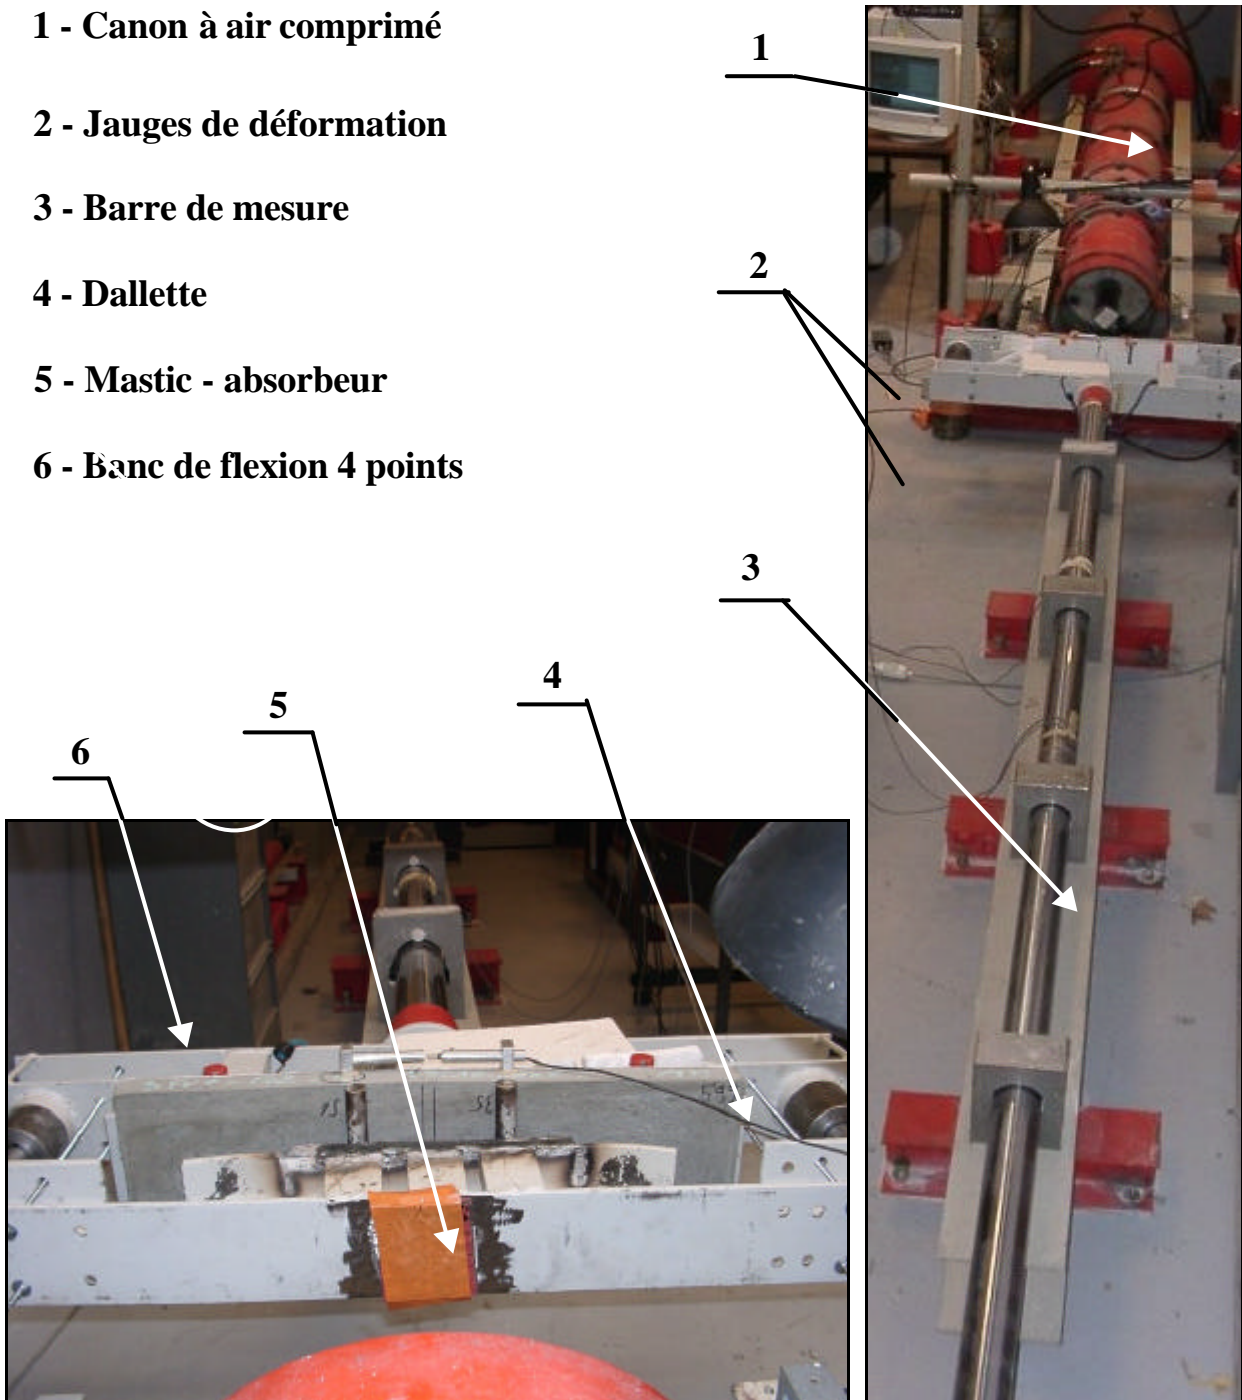 1 - Canon à air comprimé
2 - Jauges de déformation
3 - Barre de mesure
4 - Dallette
5 - Mastic - absorbeur
6 - Banc de flexion 4 points
1
2
3
4
5
6